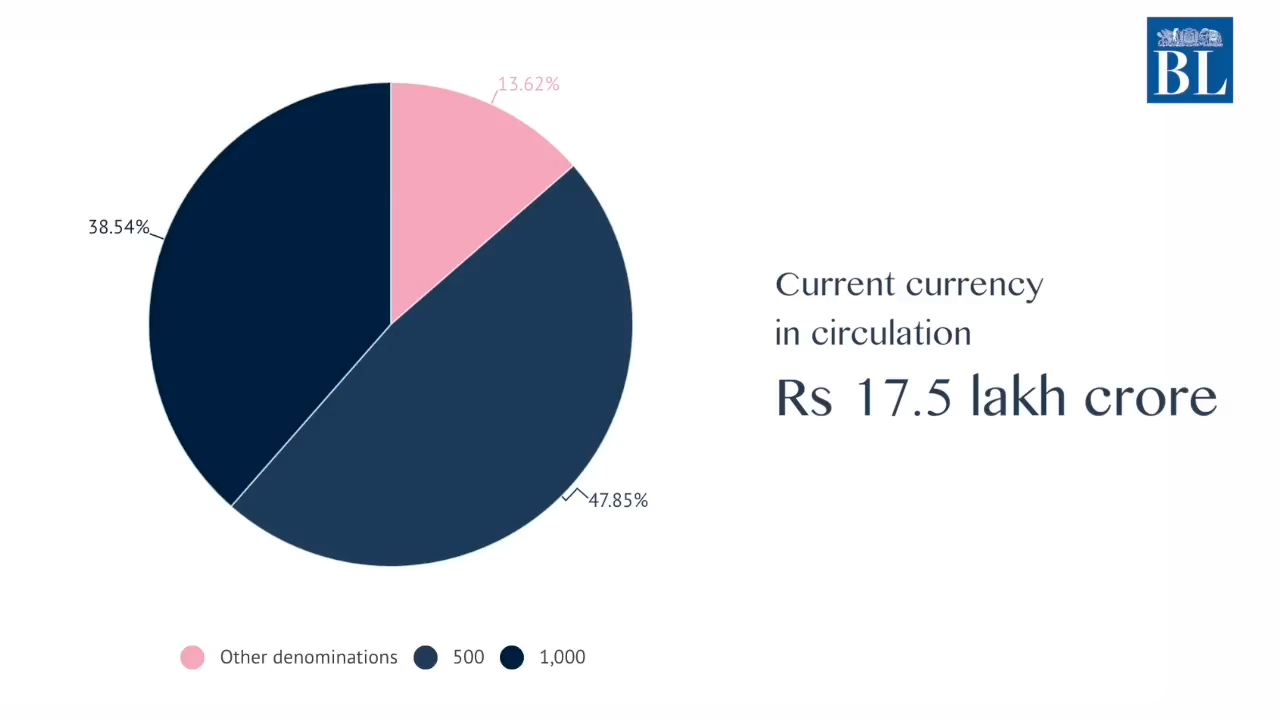 BL
13.62%
38.54%
Current currency
in circulation
Rs 17.5 lakh crore
47.85%
Other denominations 500 1,000